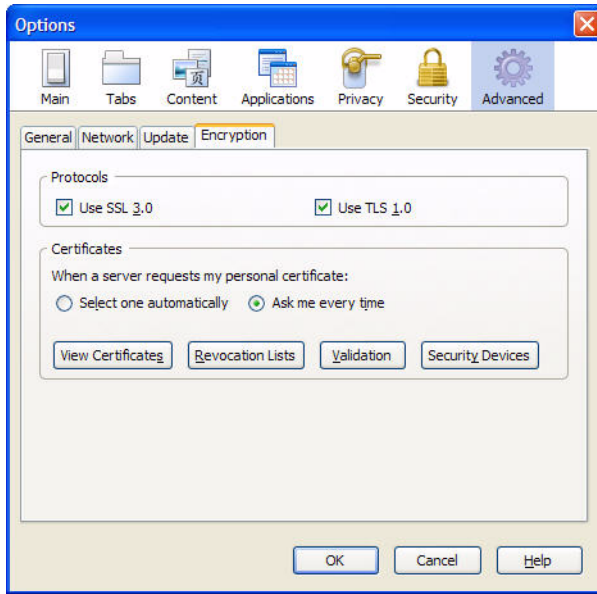 Options
页
Main Tabs Content Applications Privacy Security Advanced
General Network Update Encryption
Protocols
Use SSL 3.0 Use TLS 1.0
Certificates
When a server requests my personal certificate:
Select one automatically Ask me every time
View Certificates Revocation Lists Validation Security Devices
OK Cancel Help